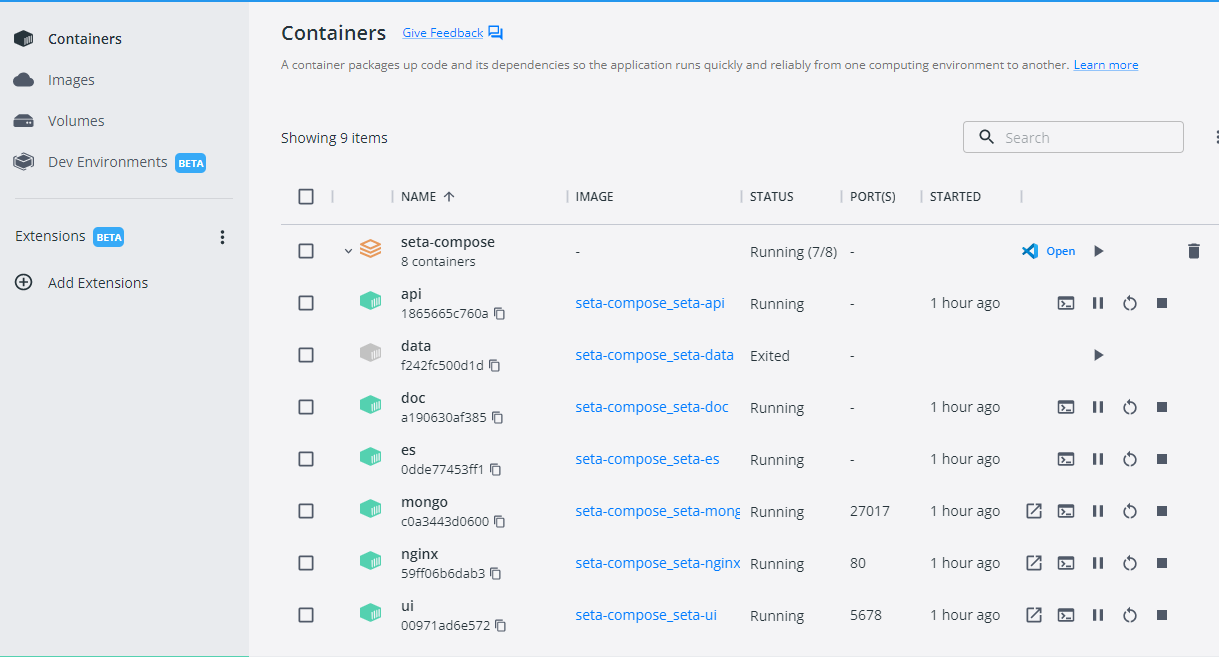 Containers
Images
Volumes
Dev Environments BETA
Extensions BETA
Add Extensions
Containers Give Feedback
A container packages up code and its dependencies so the application runs quickly and reliably from one computing environment to another. Learn more
Showing 9 items
Search
NAME IMAGE STATUS PORT(S) STARTED
seta-compose
8 containers
- Running (7/8) - Open
api
1865665c760a
seta-compose_seta-api Running - 1 hour ago
data
f242fc500d1d
seta-compose_seta-data Exited -
doc
a190630af385
seta-compose_seta-doc Running - 1 hour ago
es
0dde77453ff1
seta-compose_seta-es Running - 1 hour ago
mongo
c0a3443d0600
seta-compose_seta-mong Running 27017 1 hour ago
nginx
59ff06b6dab3
seta-compose_seta-nginx Running 80 1 hour ago
ui
00971ad6e572
seta-compose_seta-ui Running 5678 1 hour ago